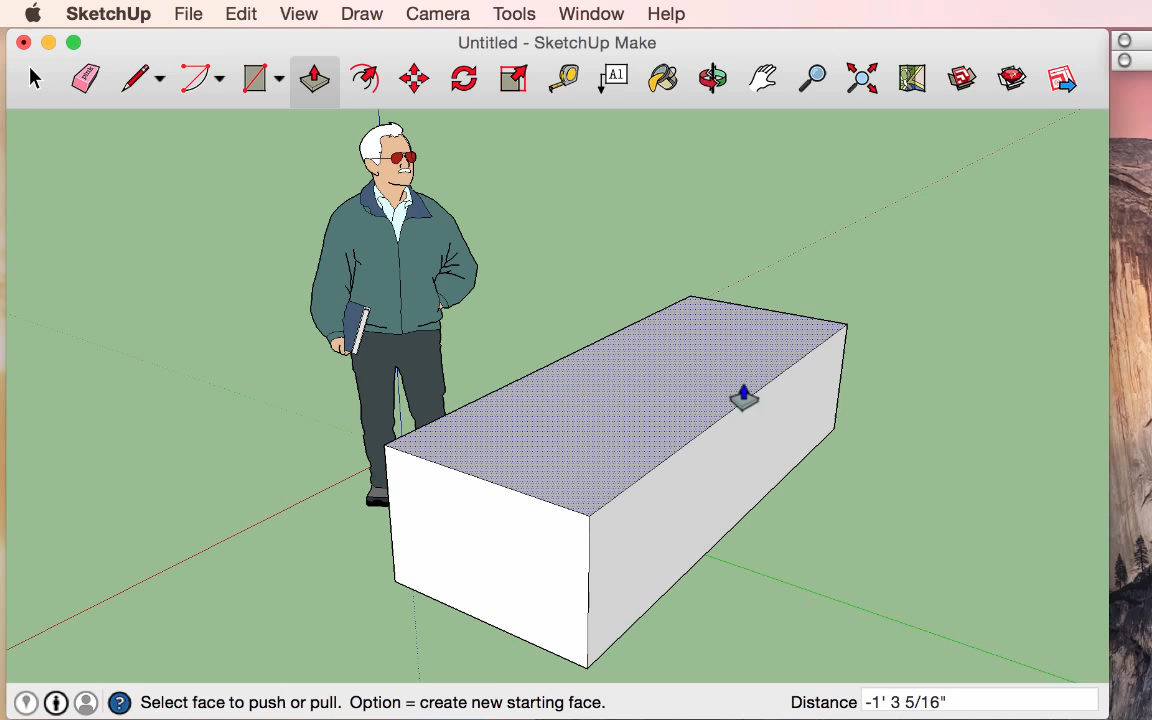 SketchUp File Edit View Draw Camera Tools Window Help
Untitled - SketchUp Make
A1
Select face to push or pull. Option = create new starting face. Distance -1' 3 5/16"